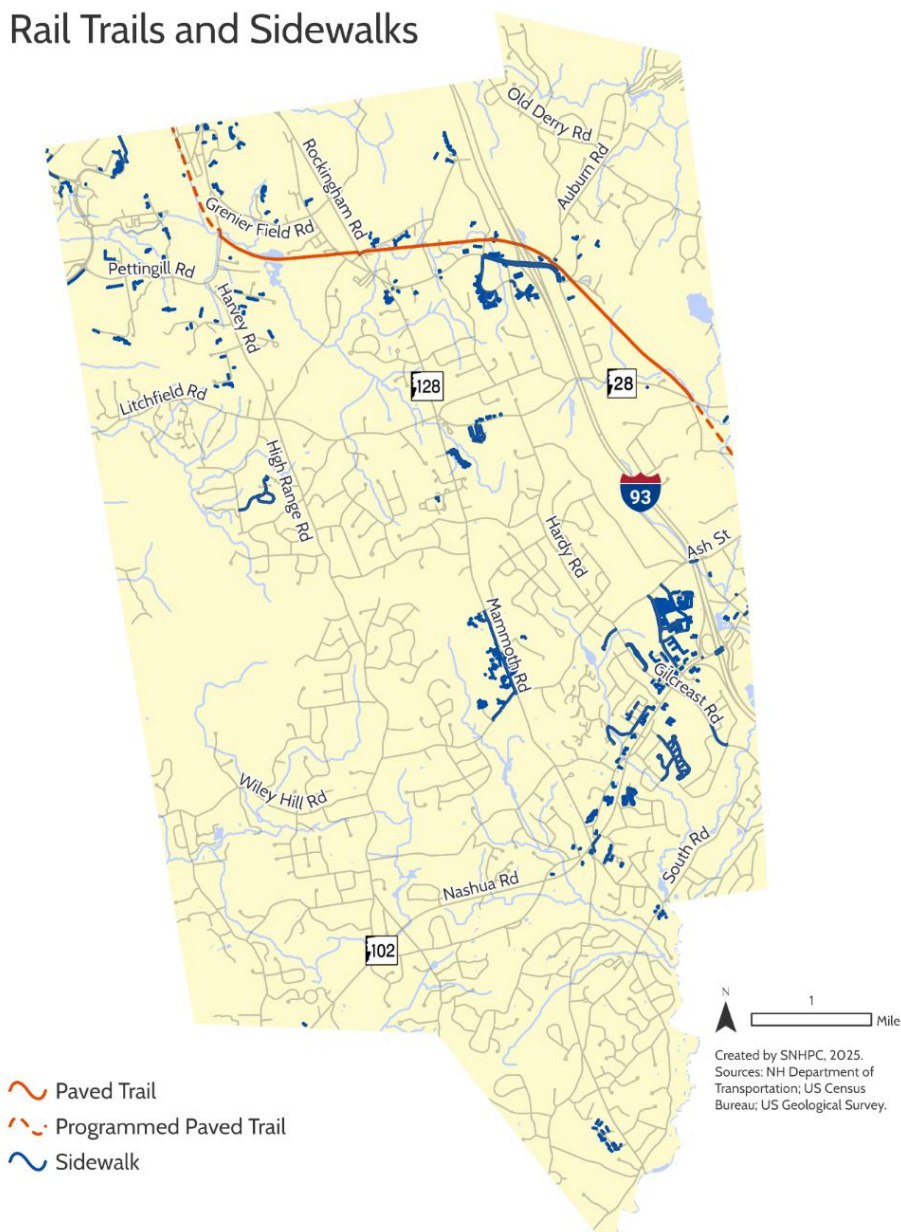 Rail Trails and Sidewalks
Old Derry Rd
Auburn Rd
Rockingham Rd
Grenier Field Rd
Pettingill Rd
Harvey Rd
128
28
Litchfield Rd
High Range Rd
93
Hardy Rd
Ash St
Mammoth Rd
Gilcreast Rd
Wiley Hill Rd
South Rd
Nashua Rd
102
N
1
Mile
Created by SNHPC, 2025.
Sources: NH Department of
Transportation; US Census
Bureau; US Geological Survey.
Paved Trail
Programmed Paved Trail
Sidewalk